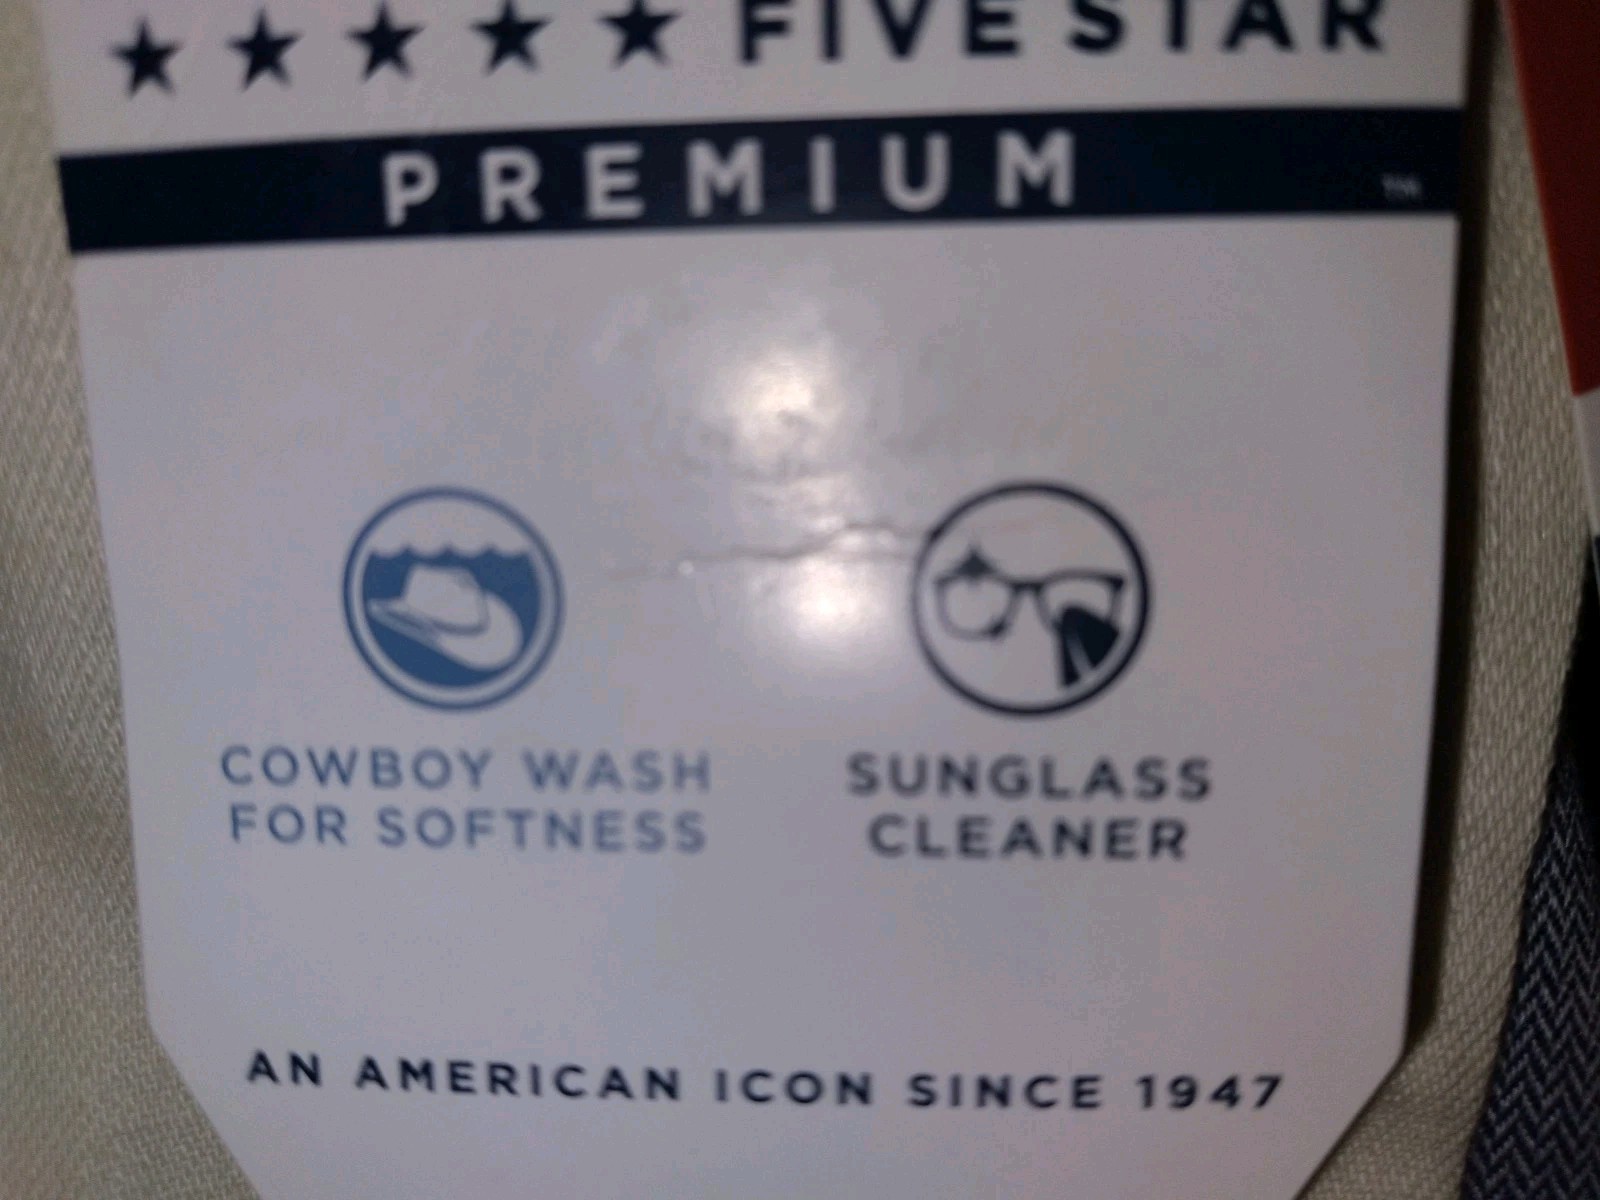 ★★★★★ FIVE STAR
PREMIUM ™
COWBOY WASH
FOR SOFTNESS
SUNGLASS
CLEANER
AN AMERICAN ICON SINCE 1947